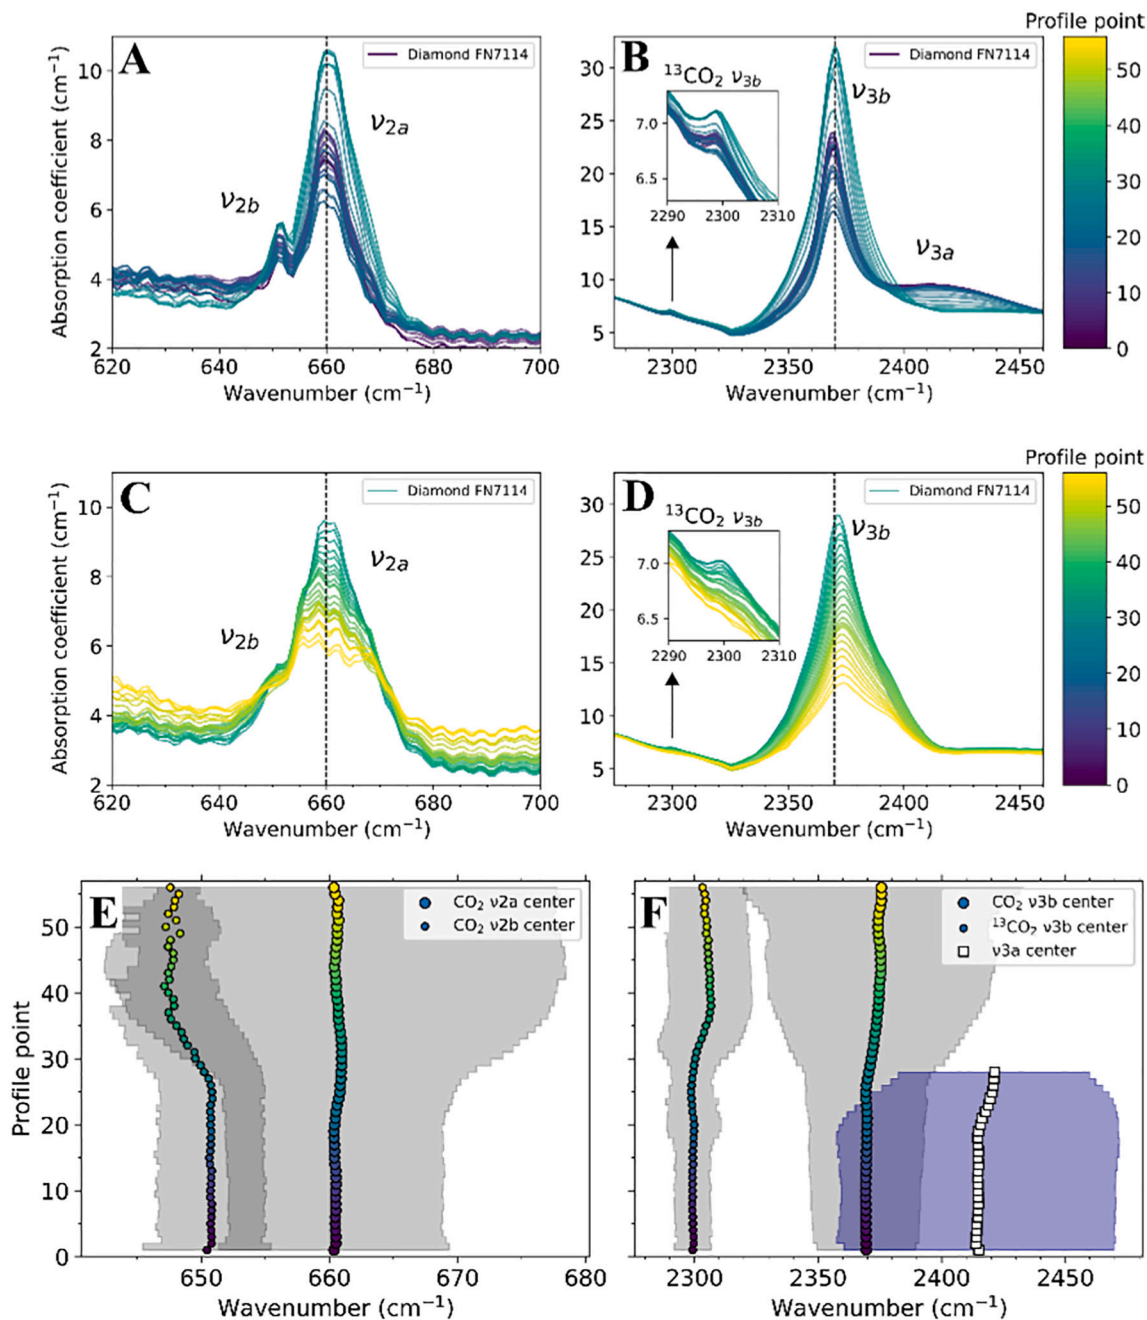 Profile point
A
Diamond FN7114
ν2a
ν2b
Absorption coefficient (cm−1)
10
8
6
4
2
620 640 660 680 700
Wavenumber (cm−1)
B
Diamond FN7114
13CO2 ν3b
ν3b
ν3a
7.0
6.5
2290 2300 2310
30
25
20
15
10
5
2300 2350 2400 2450
Wavenumber (cm−1)
50
40
30
20
10
0
Profile point
C
Diamond FN7114
ν2a
ν2b
Absorption coefficient (cm−1)
10
8
6
4
2
620 640 660 680 700
Wavenumber (cm−1)
D
Diamond FN7114
13CO2 ν3b
ν3b
7.0
6.5
2290 2300 2310
30
25
20
15
10
5
2300 2350 2400 2450
Wavenumber (cm−1)
50
40
30
20
10
0
E
CO2 ν2a center
CO2 ν2b center
Profile point
50
40
30
20
10
0
650 660 670 680
Wavenumber (cm−1)
F
CO2 ν3b center
13CO2 ν3b center
ν3a center
2300 2350 2400 2450
Wavenumber (cm−1)